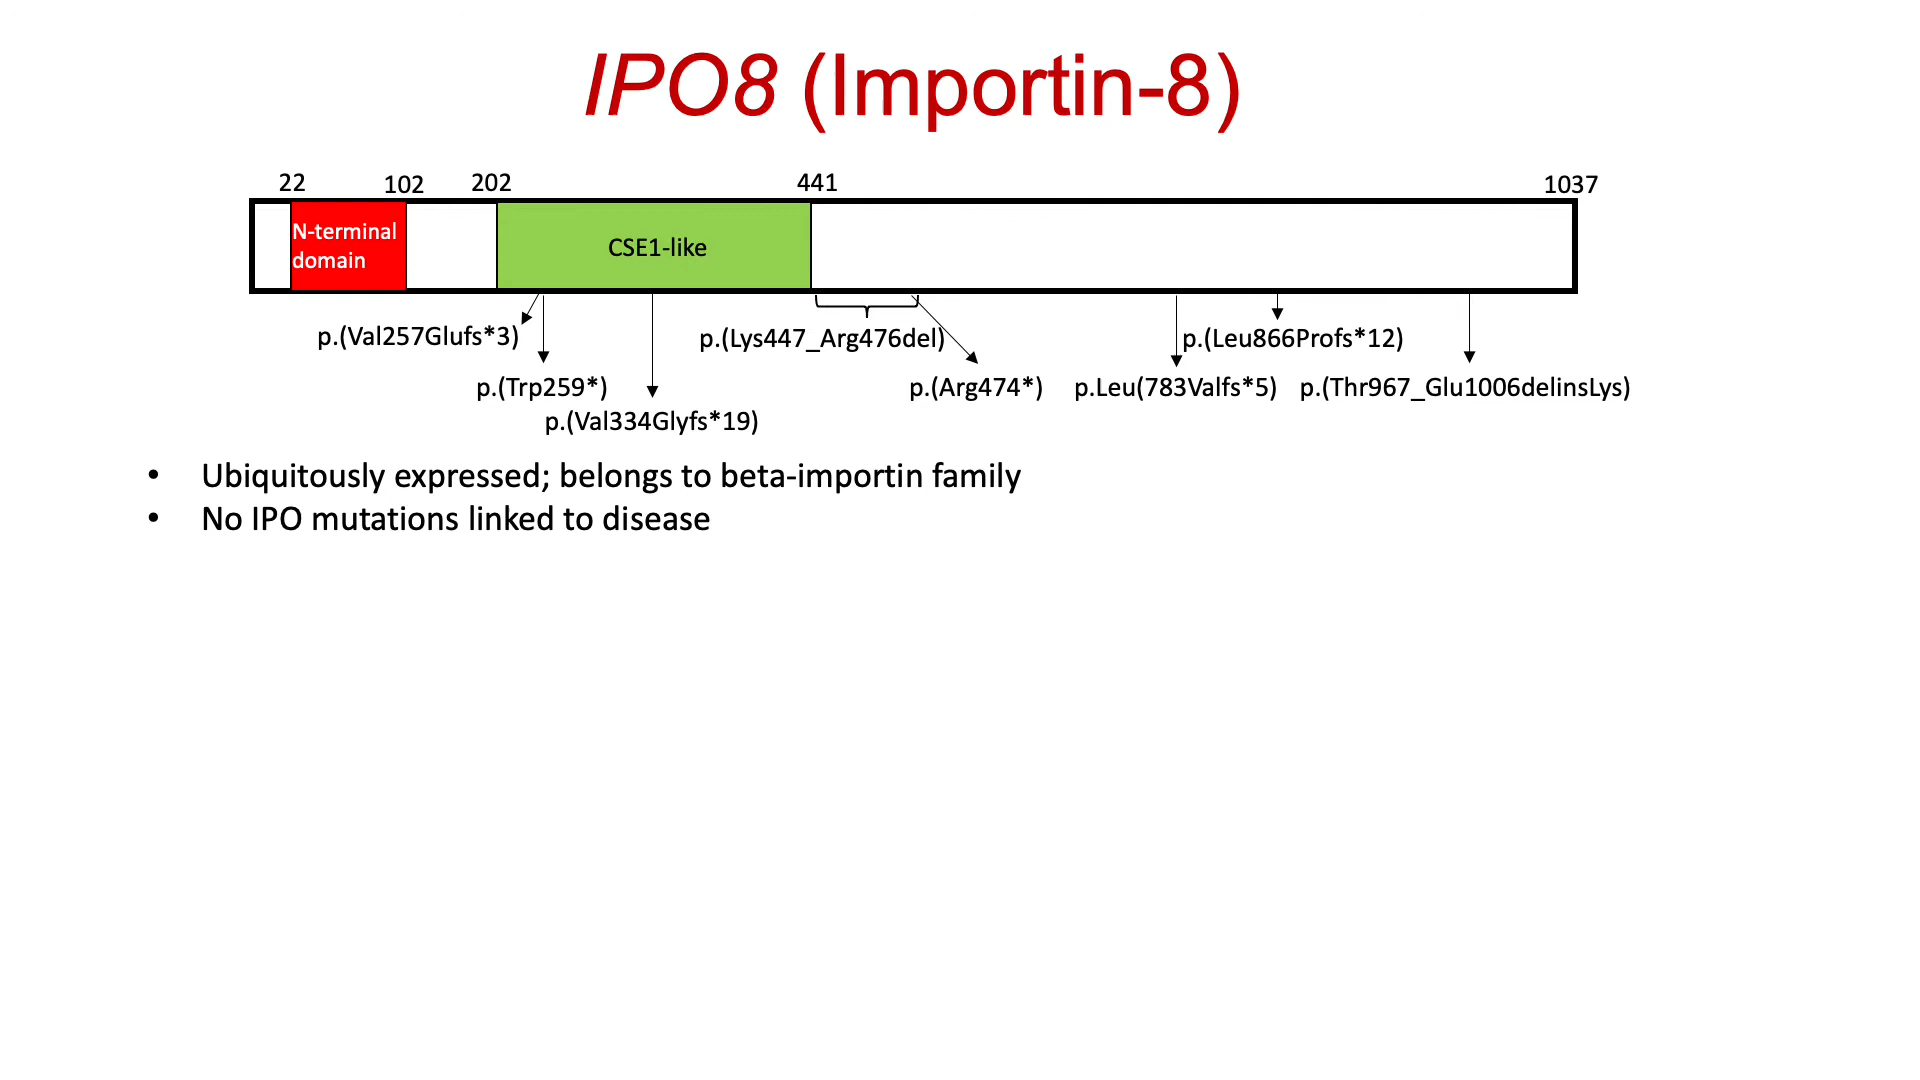 IPO8 (Importin-8)
22 102 202 441 1037
N-terminal
domain
CSE1-like
p.(Val257Glufs*3) p.(Lys447_Arg476del) p.(Leu866Profs*12)
p.(Trp259*) p.(Arg474*) p.Leu(783Valfs*5) p.(Thr967_Glu1006delinsLys)
p.(Val334Glyfs*19)
• Ubiquitously expressed; belongs to beta-importin family
• No IPO mutations linked to disease